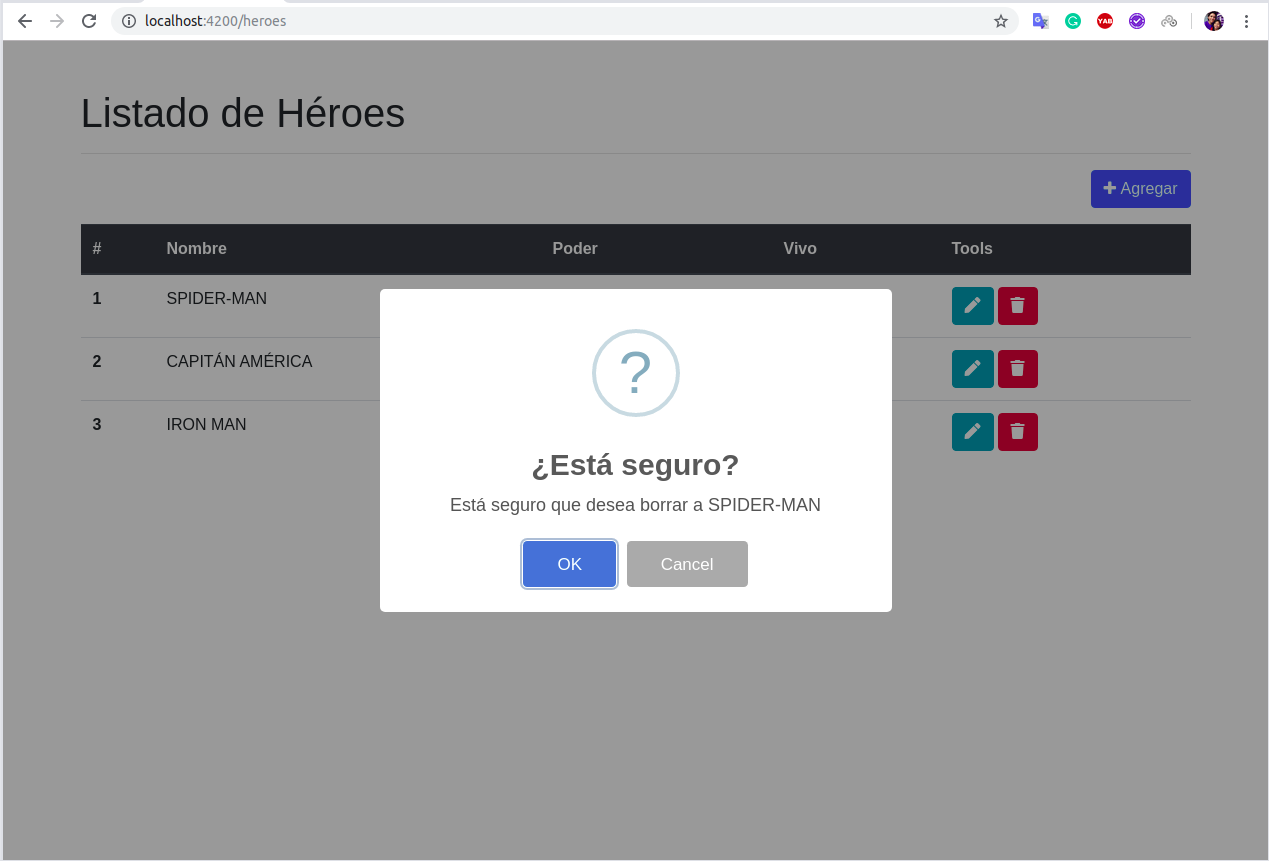 localhost:4200/heroes
YAB
Listado de Héroes
Agregar
# Nombre Poder Vivo Tools
1 SPIDER-MAN
2 CAPITÁN AMÉRICA
3 IRON MAN
?
¿Está seguro?
Está seguro que desea borrar a SPIDER-MAN
OK Cancel